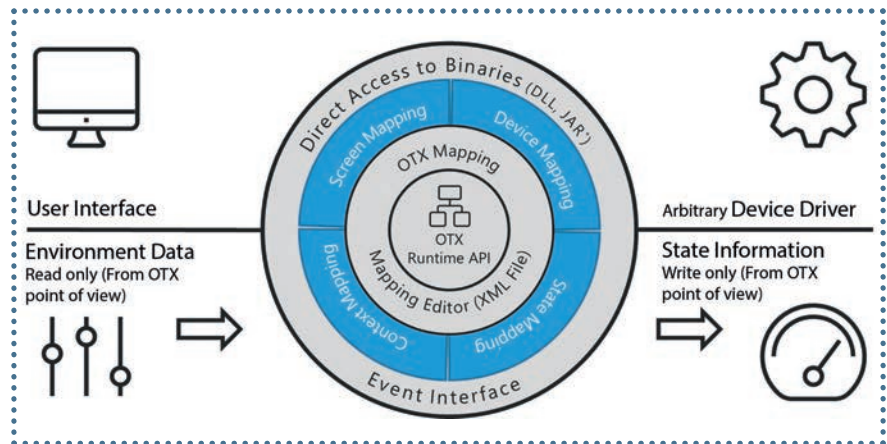 Direct Access to Binaries (DLL, JAR*)
Screen Mapping
Device Mapping
OTX Mapping
OTX
Runtime API
Mapping Editor (XML File)
Context Mapping
State Mapping
Event Interface
User Interface
Environment Data
Read only (From OTX
point of view)
Arbitrary Device Driver
State Information
Write only (From OTX
point of view)